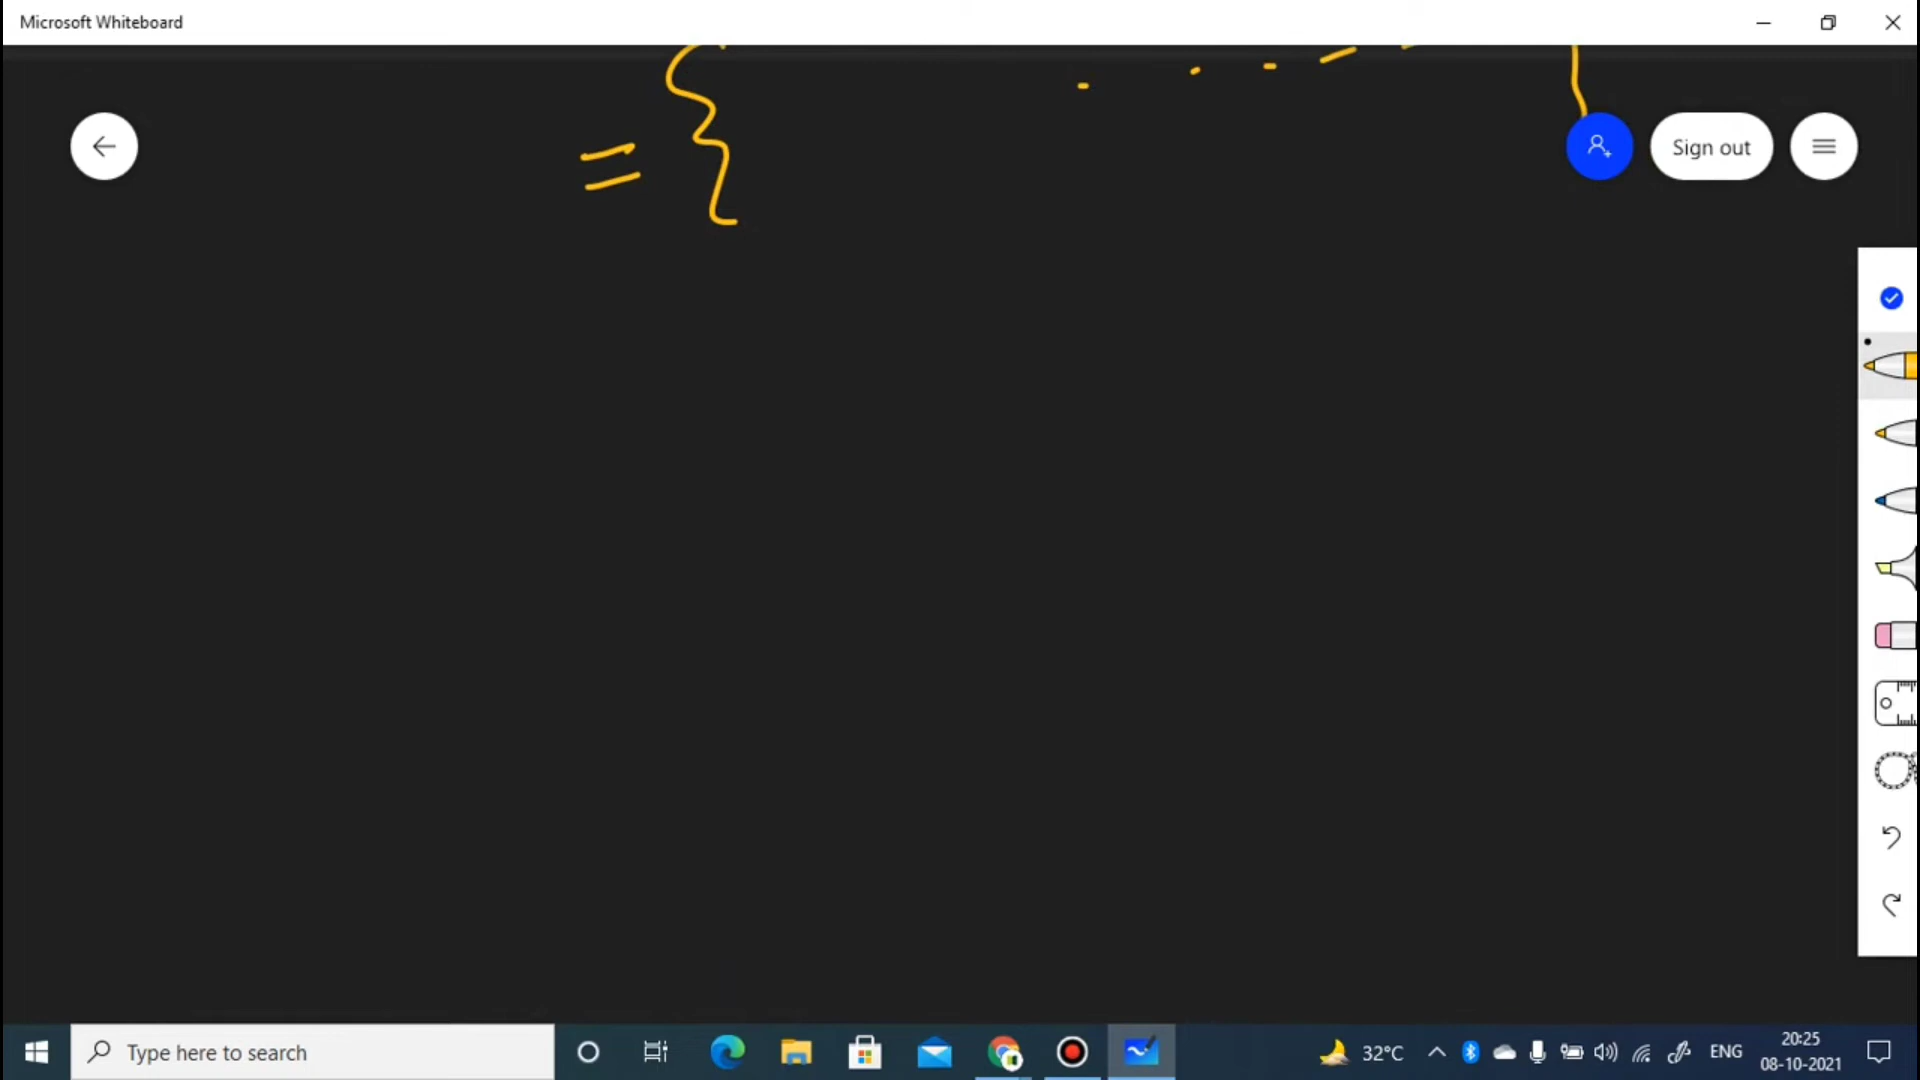 Microsoft Whiteboard
= {
Sign out
Type here to search
32°C
ENG
20:25
08-10-2021